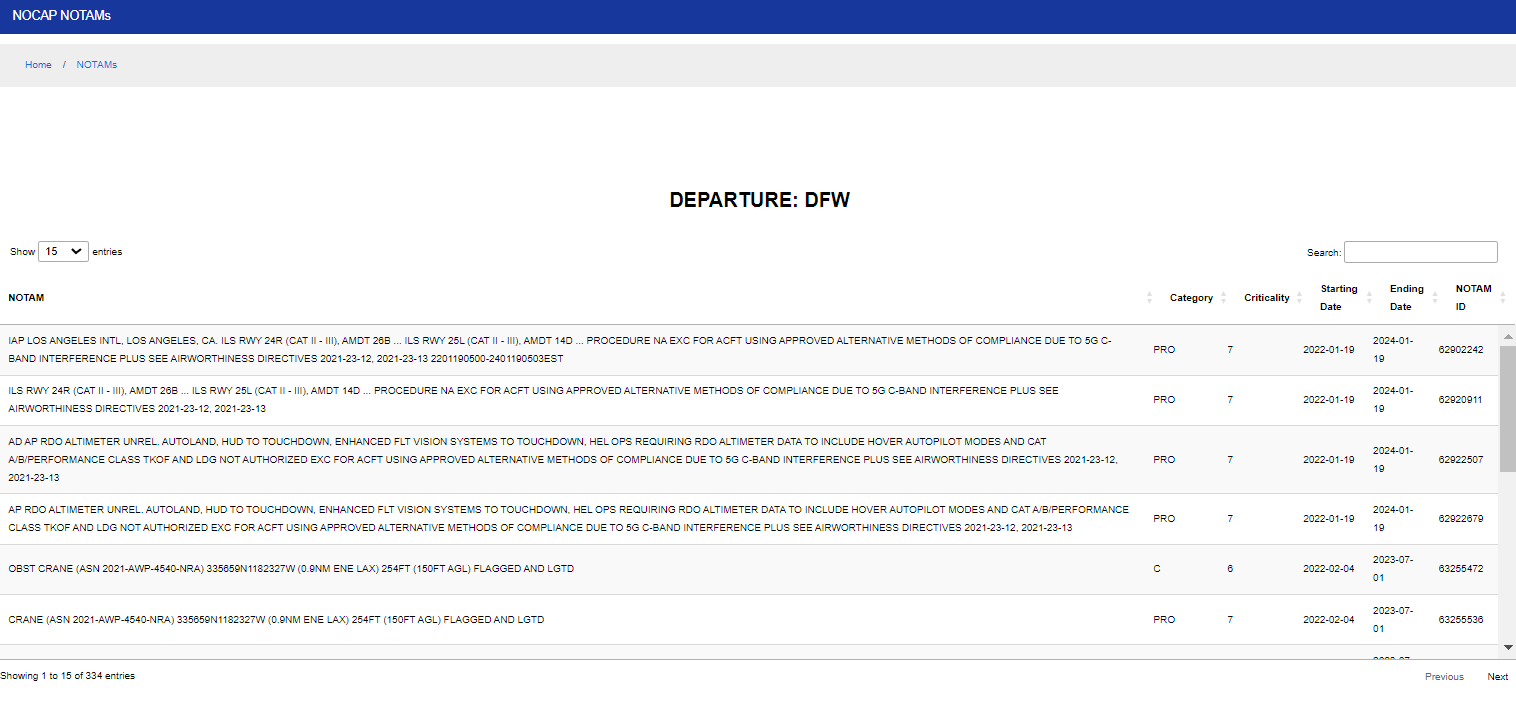 NOCAP NOTAMs
Home / NOTAMs
DEPARTURE: DFW
Show 15 entries
Search:
NOTAM Category Criticality Starting Date Ending Date NOTAM ID
IAP LOS ANGELES INTL, LOS ANGELES, CA. ILS RWY 24R (CAT II - III), AMDT 26B ... ILS RWY 25L (CAT II - III), AMDT 14D ... PROCEDURE NA EXC FOR ACFT USING APPROVED ALTERNATIVE METHODS OF COMPLIANCE DUE TO 5G C-
BAND INTERFERENCE PLUS SEE AIRWORTHINESS DIRECTIVES 2021-23-12, 2021-23-13 2201190500-2401190503EST
PRO 7 2022-01-19 2024-01-19 62902242
ILS RWY 24R (CAT II - III), AMDT 26B ... ILS RWY 25L (CAT II - III), AMDT 14D ... PROCEDURE NA EXC FOR ACFT USING APPROVED ALTERNATIVE METHODS OF COMPLIANCE DUE TO 5G C-BAND INTERFERENCE PLUS SEE
AIRWORTHINESS DIRECTIVES 2021-23-12, 2021-23-13
PRO 7 2022-01-19 2024-01-19 62920911
AD AP RDO ALTIMETER UNREL. AUTOLAND, HUD TO TOUCHDOWN, ENHANCED FLT VISION SYSTEMS TO TOUCHDOWN, HEL OPS REQUIRING RDO ALTIMETER DATA TO INCLUDE HOVER AUTOPILOT MODES AND CAT
A/B/PERFORMANCE CLASS TKOF AND LDG NOT AUTHORIZED EXC FOR ACFT USING APPROVED ALTERNATIVE METHODS OF COMPLIANCE DUE TO 5G C-BAND INTERFERENCE PLUS SEE AIRWORTHINESS DIRECTIVES 2021-23-12,
2021-23-13
PRO 7 2022-01-19 2024-01-19 62922507
AP RDO ALTIMETER UNREL. AUTOLAND, HUD TO TOUCHDOWN, ENHANCED FLT VISION SYSTEMS TO TOUCHDOWN, HEL OPS REQUIRING RDO ALTIMETER DATA TO INCLUDE HOVER AUTOPILOT MODES AND CAT A/B/PERFORMANCE
CLASS TKOF AND LDG NOT AUTHORIZED EXC FOR ACFT USING APPROVED ALTERNATIVE METHODS OF COMPLIANCE DUE TO 5G C-BAND INTERFERENCE PLUS SEE AIRWORTHINESS DIRECTIVES 2021-23-12, 2021-23-13
PRO 7 2022-01-19 2024-01-19 62922679
OBST CRANE (ASN 2021-AWP-4540-NRA) 335659N1182327W (0.9NM ENE LAX) 254FT (150FT AGL) FLAGGED AND LGTD
C 6 2022-02-04 2023-07-01 63255472
CRANE (ASN 2021-AWP-4540-NRA) 335659N1182327W (0.9NM ENE LAX) 254FT (150FT AGL) FLAGGED AND LGTD
PRO 7 2022-02-04 2023-07-01 63255536
Showing 1 to 15 of 334 entries
Previous Next